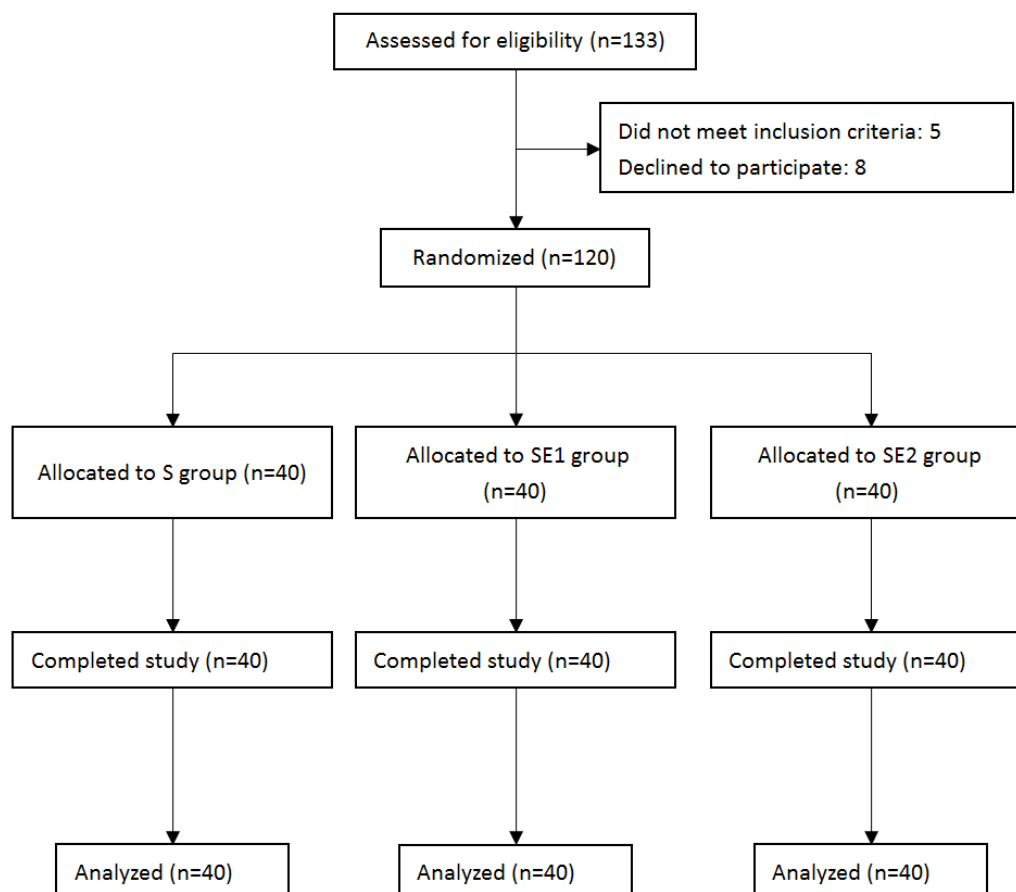 Assessed for eligibility (n=133)
Did not meet inclusion criteria: 5
Declined to participate: 8
Randomized (n=120)
Allocated to S group (n=40)
Allocated to SE1 group
(n=40)
Allocated to SE2 group
(n=40)
Completed study (n=40)
Completed study (n=40)
Completed study (n=40)
Analyzed (n=40)
Analyzed (n=40)
Analyzed (n=40)